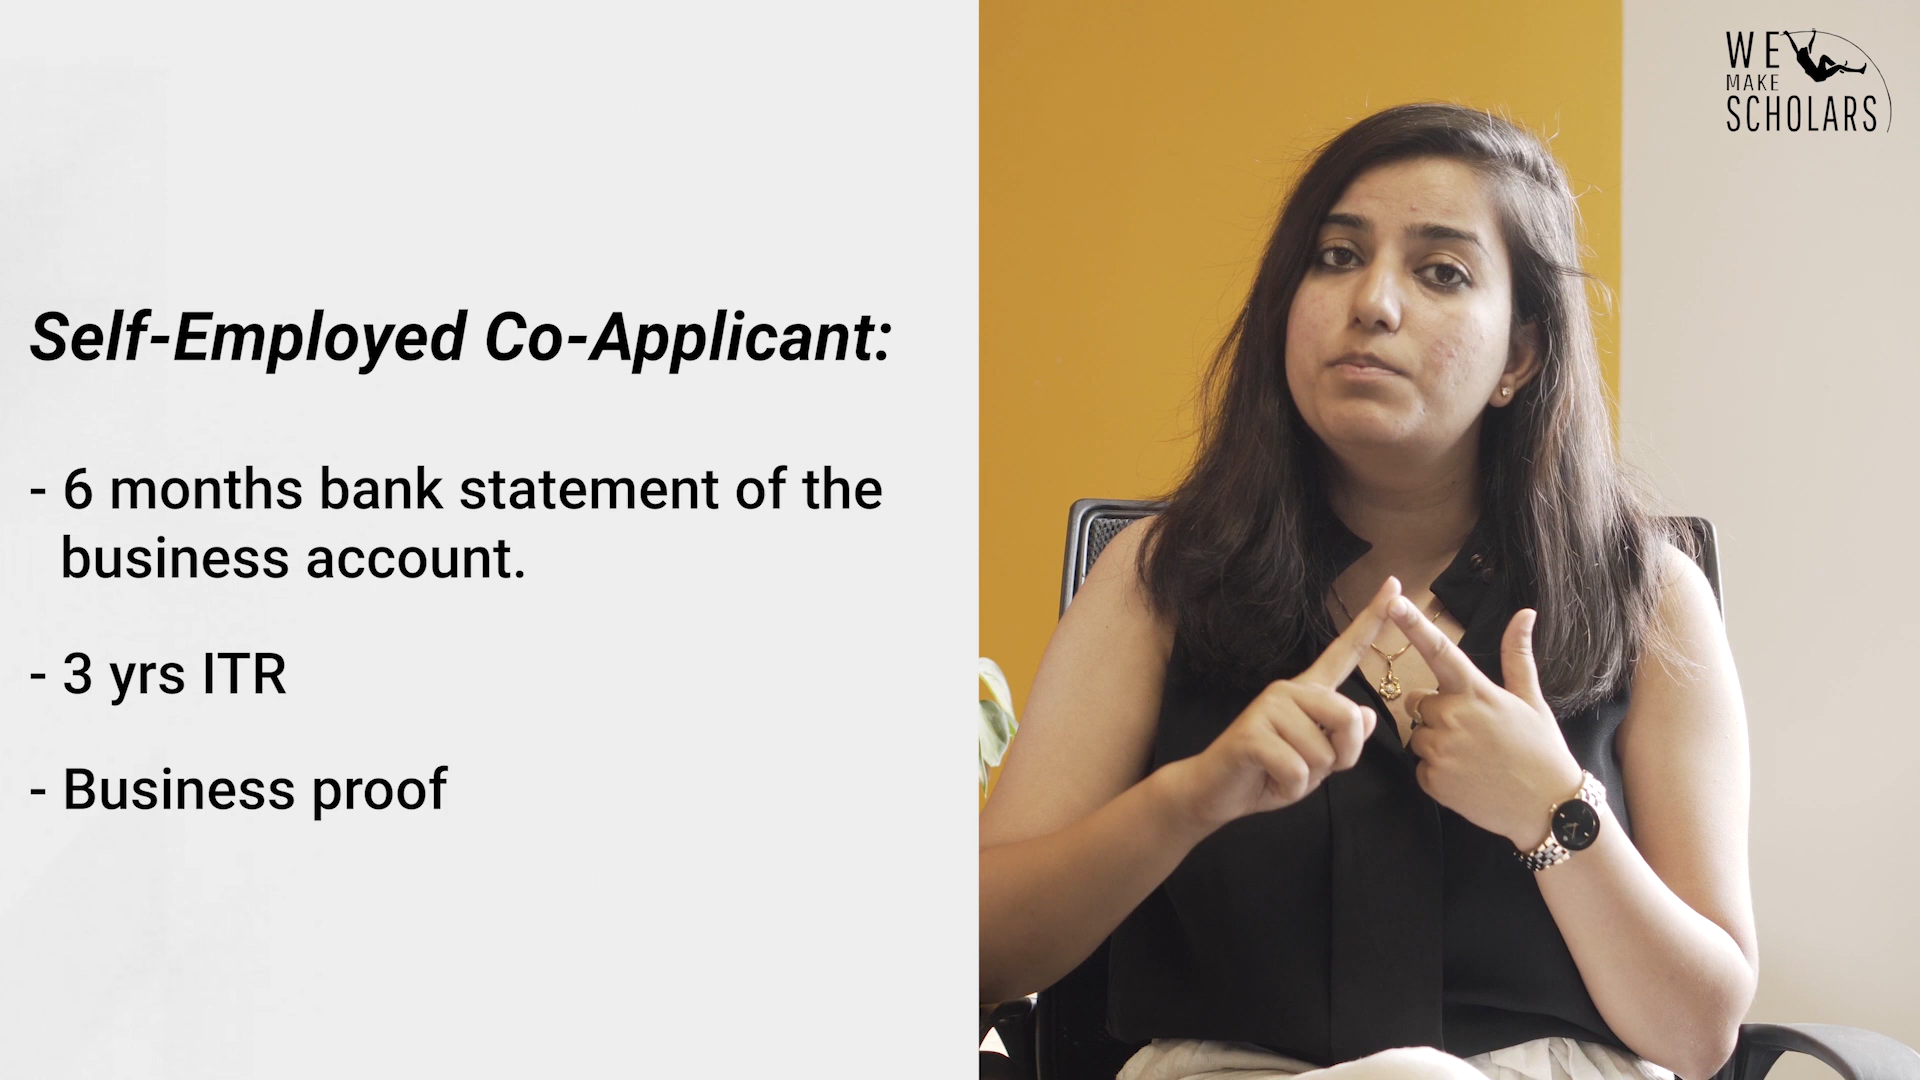 WE
MAKE
SCHOLARS
Self-Employed Co-Applicant:
- 6 months bank statement of the
business account.
- 3 yrs ITR
- Business proof